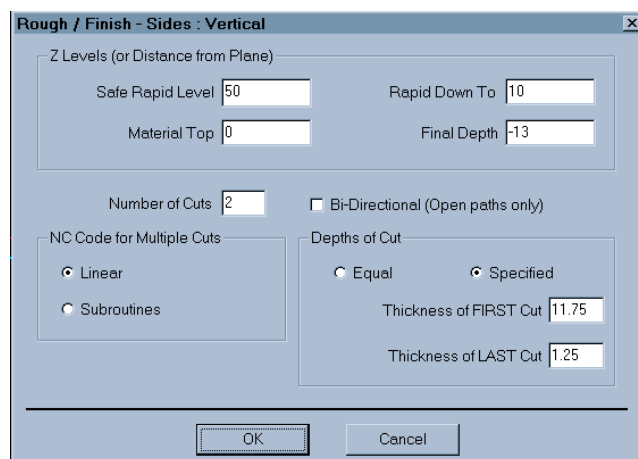 Rough / Finish - Sides : Vertical
Z Levels (or Distance from Plane)
Safe Rapid Level 50 Rapid Down To 10
Material Top 0 Final Depth -13
Number of Cuts 2 Bi-Directional (Open paths only)
NC Code for Multiple Cuts Depths of Cut
Linear Equal Specified
Subroutines Thickness of FIRST Cut 11.75
Thickness of LAST Cut 1.25
OK Cancel